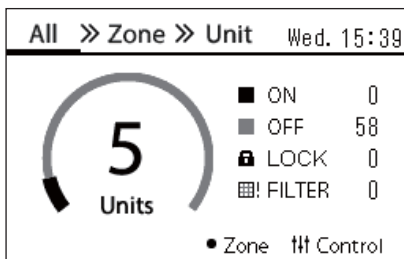 All » Zone » Unit Wed. 15:39
ON 0
OFF 58
LOCK 0
! FILTER 0
5
Units
• Zone Control